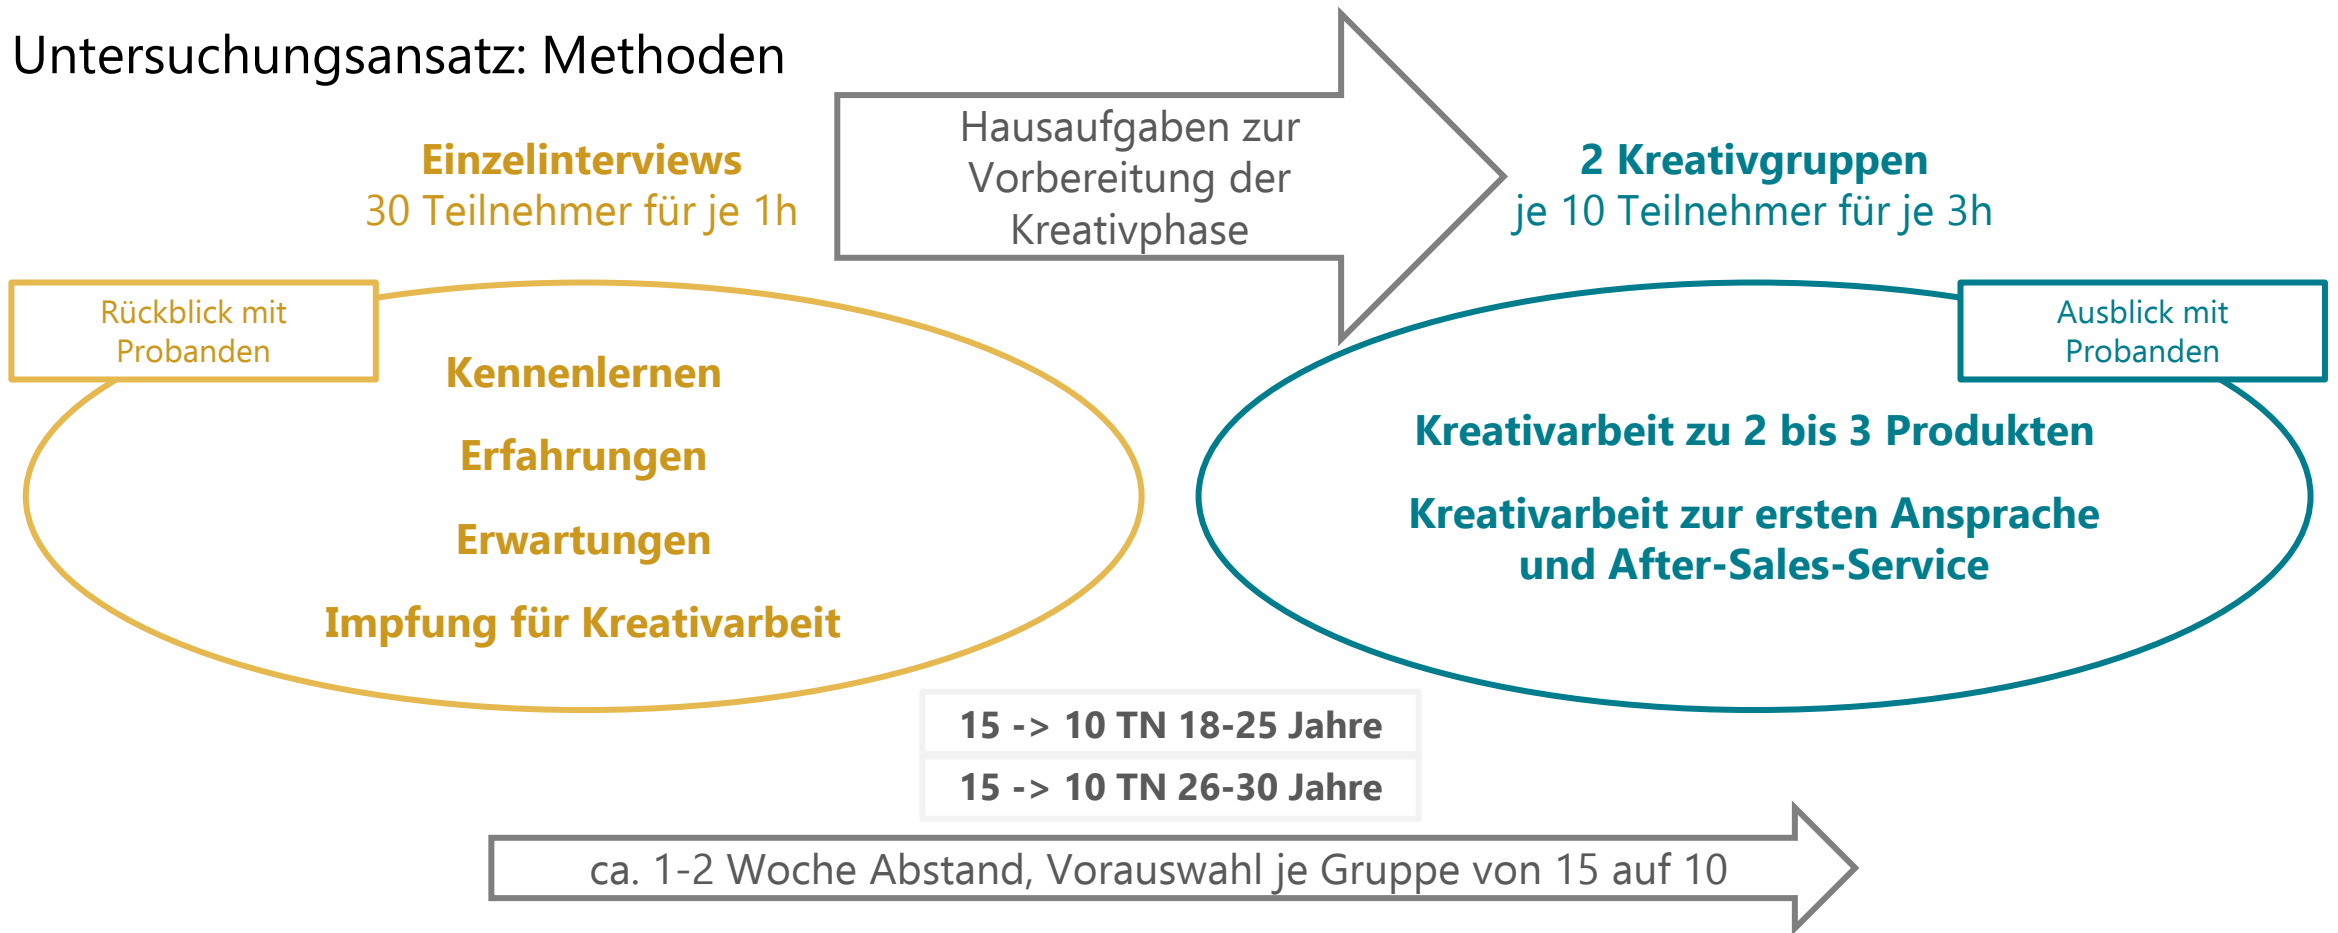 Untersuchungsansatz: Methoden
Einzelinterviews
30 Teilnehmer für je 1h
Hausaufgaben zur
Vorbereitung der
Kreativphase
2 Kreativgruppen
je 10 Teilnehmer für je 3h
Rückblick mit
Probanden
Kennenlernen
Erfahrungen
Erwartungen
Impfung für Kreativarbeit
Ausblick mit
Probanden
Kreativarbeit zu 2 bis 3 Produkten
Kreativarbeit zur ersten Ansprache
und After-Sales-Service
15 -> 10 TN 18-25 Jahre
15 -> 10 TN 26-30 Jahre
ca. 1-2 Woche Abstand, Vorauswahl je Gruppe von 15 auf 10